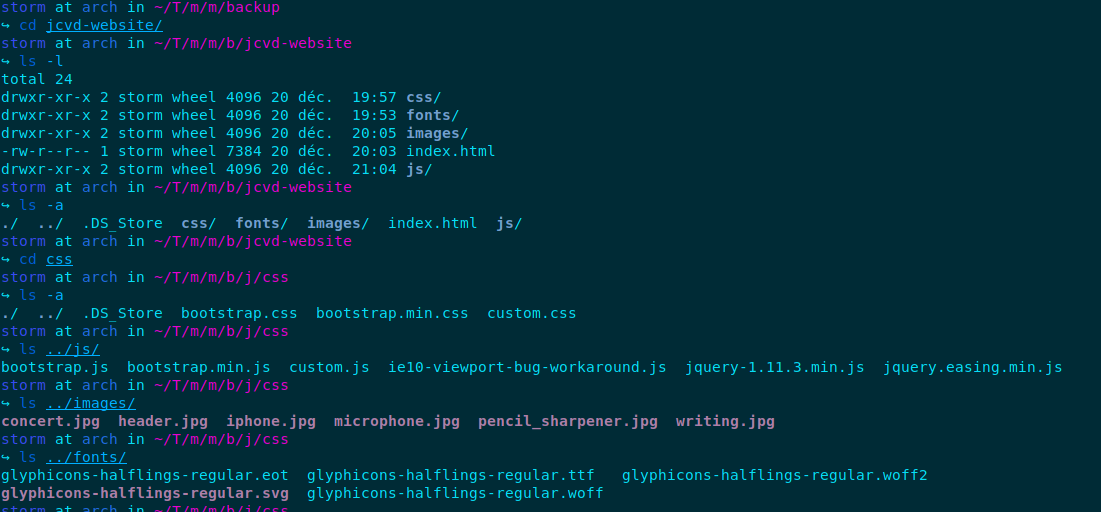 storm at arch in ~/T/m/m/backup
↪ cd jcvd-website/
storm at arch in ~/T/m/m/b/jcvd-website
↪ ls -l
total 24
drwxr-xr-x 2 storm wheel 4096 20 déc.  19:57 css/
drwxr-xr-x 2 storm wheel 4096 20 déc.  19:53 fonts/
drwxr-xr-x 2 storm wheel 4096 20 déc.  20:05 images/
-rw-r--r-- 1 storm wheel 7384 20 déc.  20:03 index.html
drwxr-xr-x 2 storm wheel 4096 20 déc.  21:04 js/
storm at arch in ~/T/m/m/b/jcvd-website
↪ ls -a
./  ../  .DS_Store  css/  fonts/  images/  index.html  js/
storm at arch in ~/T/m/m/b/jcvd-website
↪ cd css
storm at arch in ~/T/m/m/b/j/css
↪ ls -a
./  ../  .DS_Store  bootstrap.css  bootstrap.min.css  custom.css
storm at arch in ~/T/m/m/b/j/css
↪ ls ../js/
bootstrap.js  bootstrap.min.js  custom.js  ie10-viewport-bug-workaround.js  jquery-1.11.3.min.js  jquery.easing.min.js
storm at arch in ~/T/m/m/b/j/css
↪ ls ../images/
concert.jpg  header.jpg  iphone.jpg  microphone.jpg  pencil_sharpener.jpg  writing.jpg
storm at arch in ~/T/m/m/b/j/css
↪ ls ../fonts/
glyphicons-halflings-regular.eot  glyphicons-halflings-regular.ttf   glyphicons-halflings-regular.woff2
glyphicons-halflings-regular.svg  glyphicons-halflings-regular.woff
storm at arch in ~/T/m/m/b/j/css